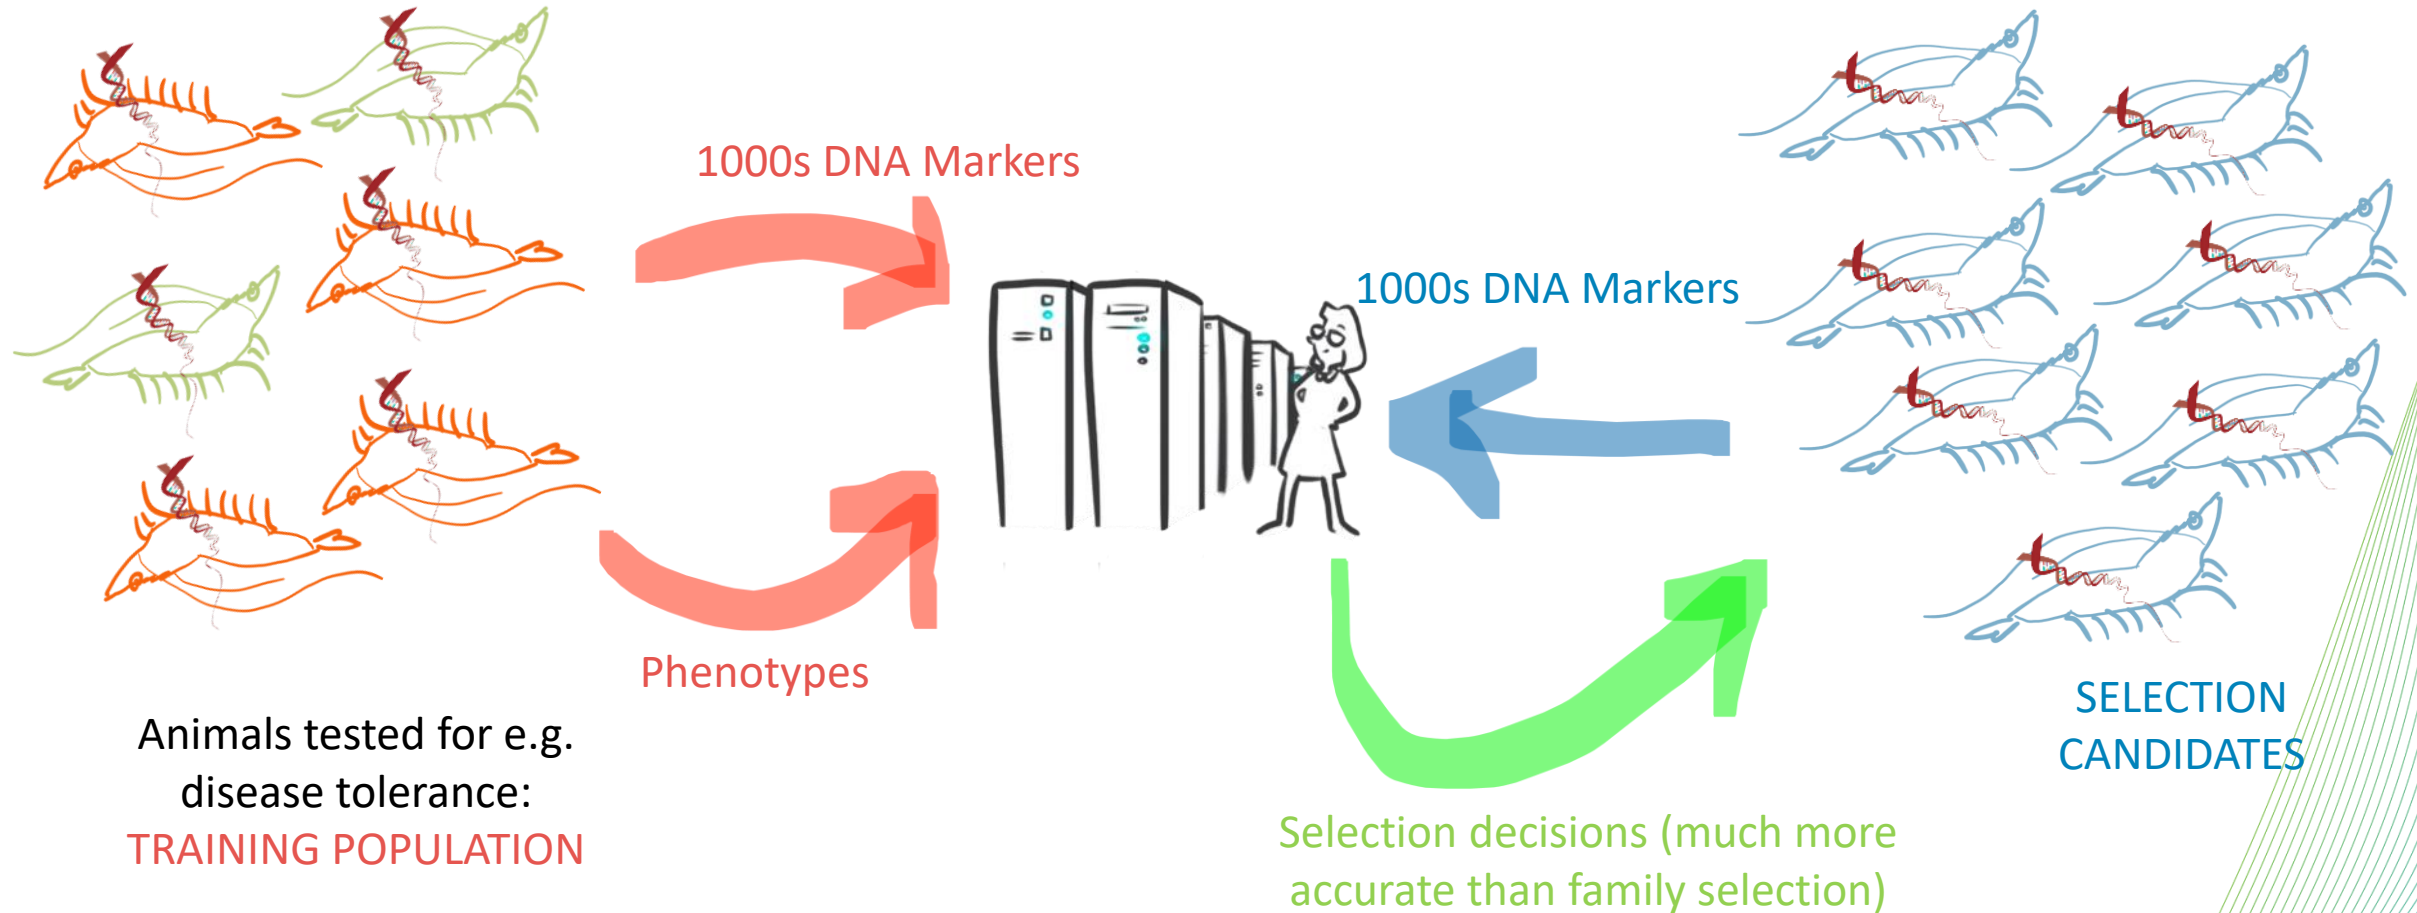 1000s DNA Markers
Phenotypes
Animals tested for e.g.
disease tolerance:
TRAINING POPULATION
1000s DNA Markers
Selection decisions (much more
accurate than family selection)
SELECTION
CANDIDATES